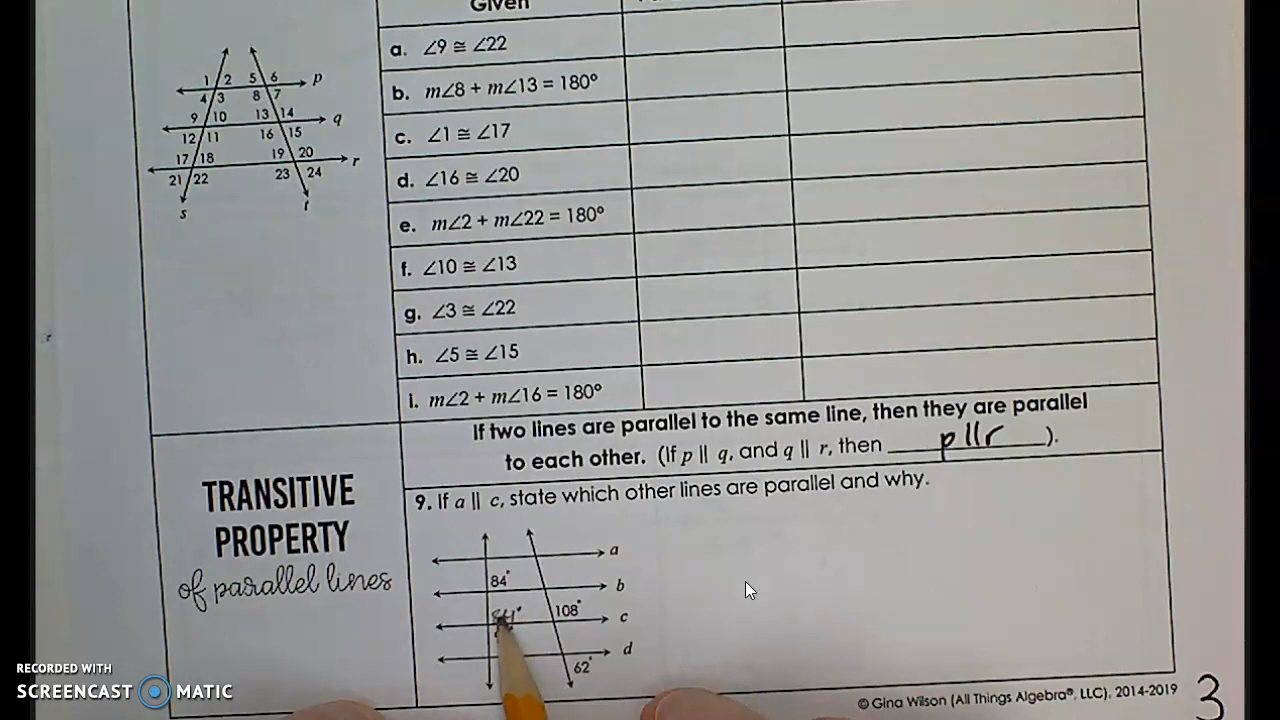 Given
a. ∠9 ≅ ∠22
b. m∠8 + m∠13 = 180°
c. ∠1 ≅ ∠17
d. ∠16 ≅ ∠20
e. m∠2 + m∠22 = 180°
f. ∠10 ≅ ∠13
g. ∠3 ≅ ∠22
h. ∠5 ≅ ∠15
i. m∠2 + m∠16 = 180°
1 2 5 6 p
4 3 8 7
9 10 13 14 q
12 11 16 15
17 18 19 20 r
21 22 23 24
s t
If two lines are parallel to the same line, then they are parallel
to each other. (If p || q, and q || r, then p || r).
TRANSITIVE
PROPERTY
of parallel lines
9. If a || c, state which other lines are parallel and why.
a
84° b
84° 108° c
62° d
RECORDED WITH
SCREENCAST MATIC
© Gina Wilson (All Things Algebra®, LLC), 2014-2019
3